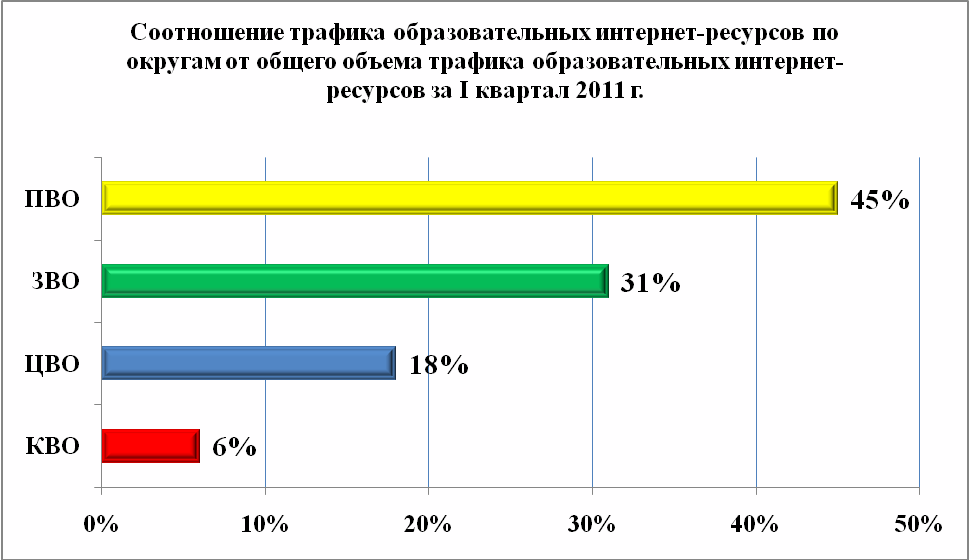 Соотношение трафика образовательных интернет-ресурсов по
округам от общего объема трафика образовательных интернет-
ресурсов за I квартал 2011 г.
ПВО
45%
ЗВО
31%
ЦВО
18%
КВО
6%
0%
10%
20%
30%
40%
50%